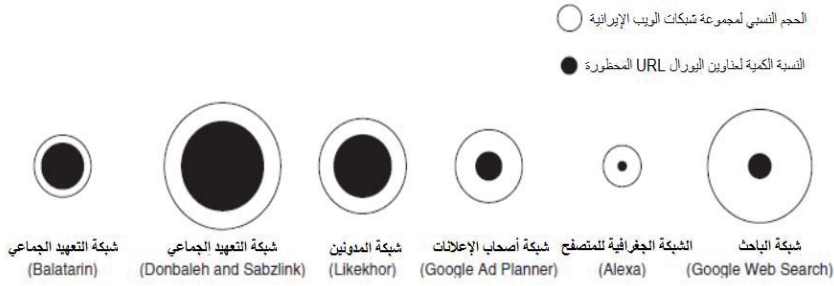 الحجم النسبي لمجموعة شبكات الويب الإيرانية
النسبة الكمية لعناوين اليورال URL المحظورة
شبكة التعهيد الجماعي
(Balatarin)
شبكة التعهيد الجماعي
(Donbaleh and Sabzlink)
شبكة المدونين
(Likekhor)
شبكة أصحاب الإعلانات
(Google Ad Planner)
الشبكة الجغرافية للمتصفح
(Alexa)
شبكة الباحث
(Google Web Search)